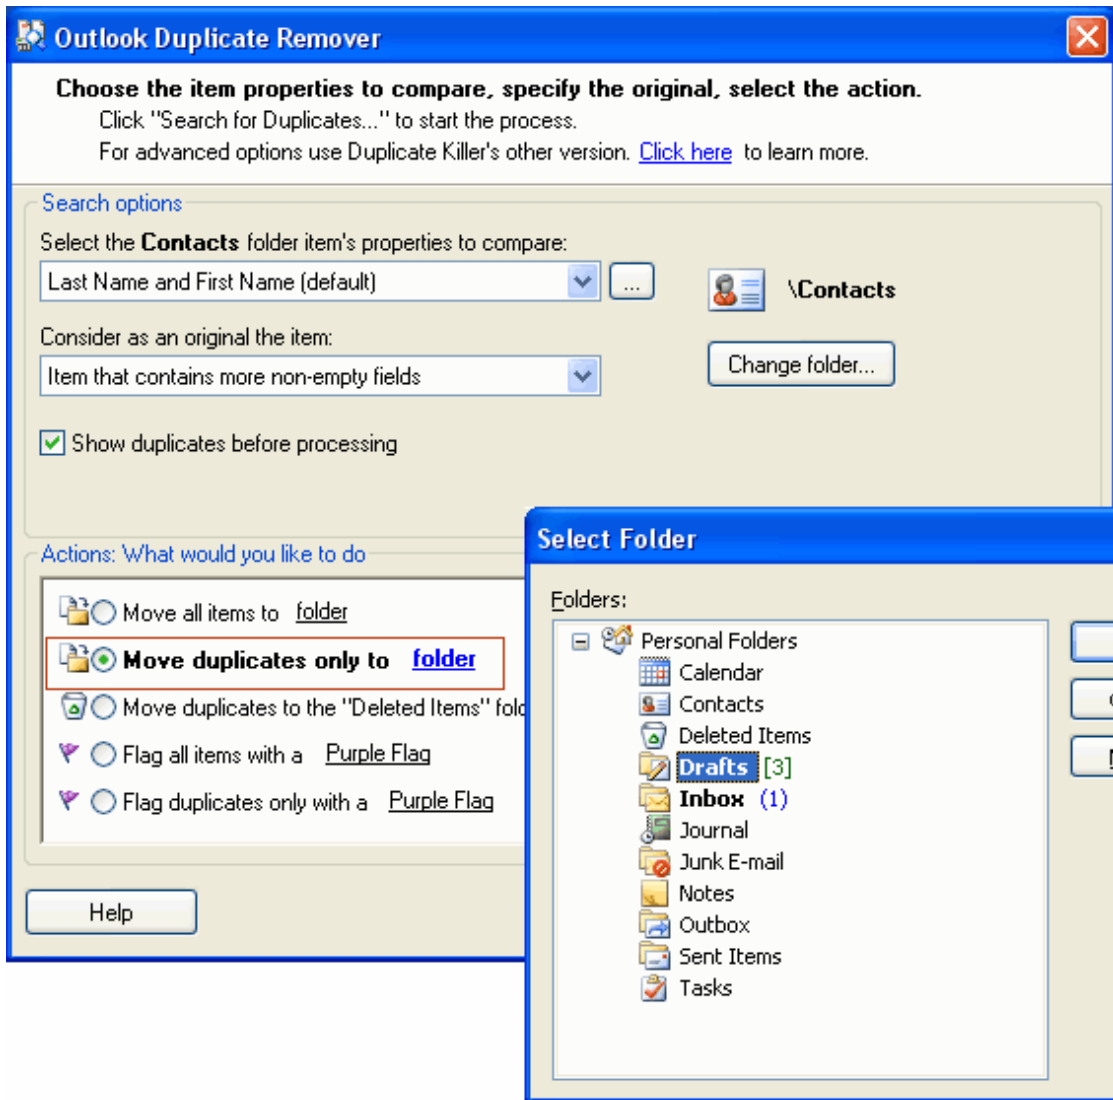 Outlook Duplicate Remover
Choose the item properties to compare, specify the original, select the action.
Click "Search for Duplicates..." to start the process.
For advanced options use Duplicate Killer's other version. Click here to learn more.
Search options
Select the Contacts folder item's properties to compare:
Last Name and First Name (default)
...
\Contacts
Consider as an original the item:
Item that contains more non-empty fields
Change folder...
Show duplicates before processing
Actions: What would you like to do
Move all items to folder
Move duplicates only to folder
Move duplicates to the "Deleted Items"
Flag all items with a Purple Flag
Flag duplicates only with a Purple Flag
Help
Select Folder
Folders:
Personal Folders
Calendar
Contacts
Deleted Items
Drafts [3]
Inbox (1)
Journal
Junk E-mail
Notes
Outbox
Sent Items
Tasks